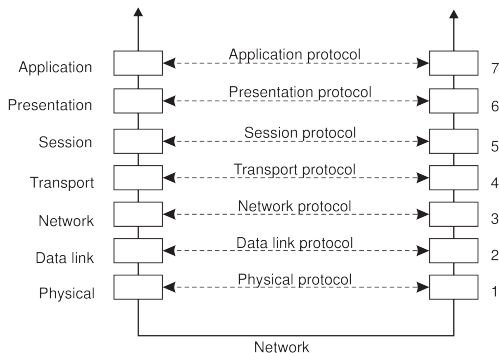 Application Application protocol 7
Presentation Presentation protocol 6
Session Session protocol 5
Transport Transport protocol 4
Network Network protocol 3
Data link Data link protocol 2
Physical Physical protocol 1
Network